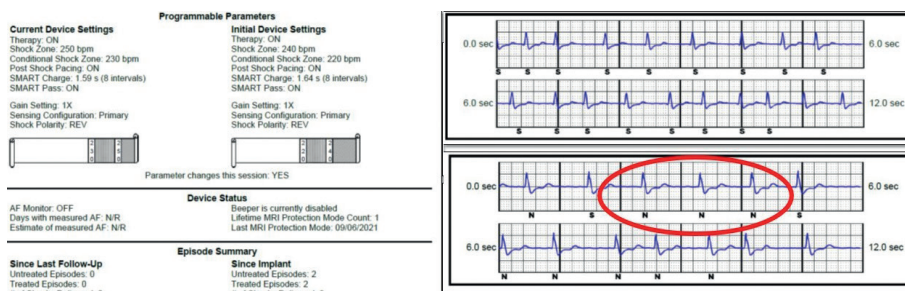 Programmable Parameters
Current Device Settings
Therapy: ON
Shock Zone: 250 bpm
Conditional Shock Zone: 230 bpm
Post Shock Pacing: ON
SMART Charge: 1.59 s (8 intervals)
SMART Pass: ON
Gain Setting: 1X
Sensing Configuration: Primary
Shock Polarity: REV
230 250
Initial Device Settings
Therapy: ON
Shock Zone: 240 bpm
Conditional Shock Zone: 220 bpm
Post Shock Pacing: ON
SMART Charge: 1.64 s (8 intervals)
SMART Pass: ON
Gain Setting: 1X
Sensing Configuration: Primary
Shock Polarity: REV
220 240
Parameter changes this session: YES
Device Status
AF Monitor: OFF
Days with measured AF: N/R
Estimate of measured AF: N/R
Beeper is currently disabled
Lifetime MRI Protection Mode Count: 1
Last MRI Protection Mode: 09/06/2021
Episode Summary
Since Last Follow-Up
Untreated Episodes: 0
Treated Episodes: 0
Since Implant
Untreated Episodes: 2
Treated Episodes: 2
0.0 sec 6.0 sec
S S S S S S S S S
6.0 sec 12.0 sec
S S S S S S S S
0.0 sec 6.0 sec
N S N N N S
6.0 sec 12.0 sec
N N N N N